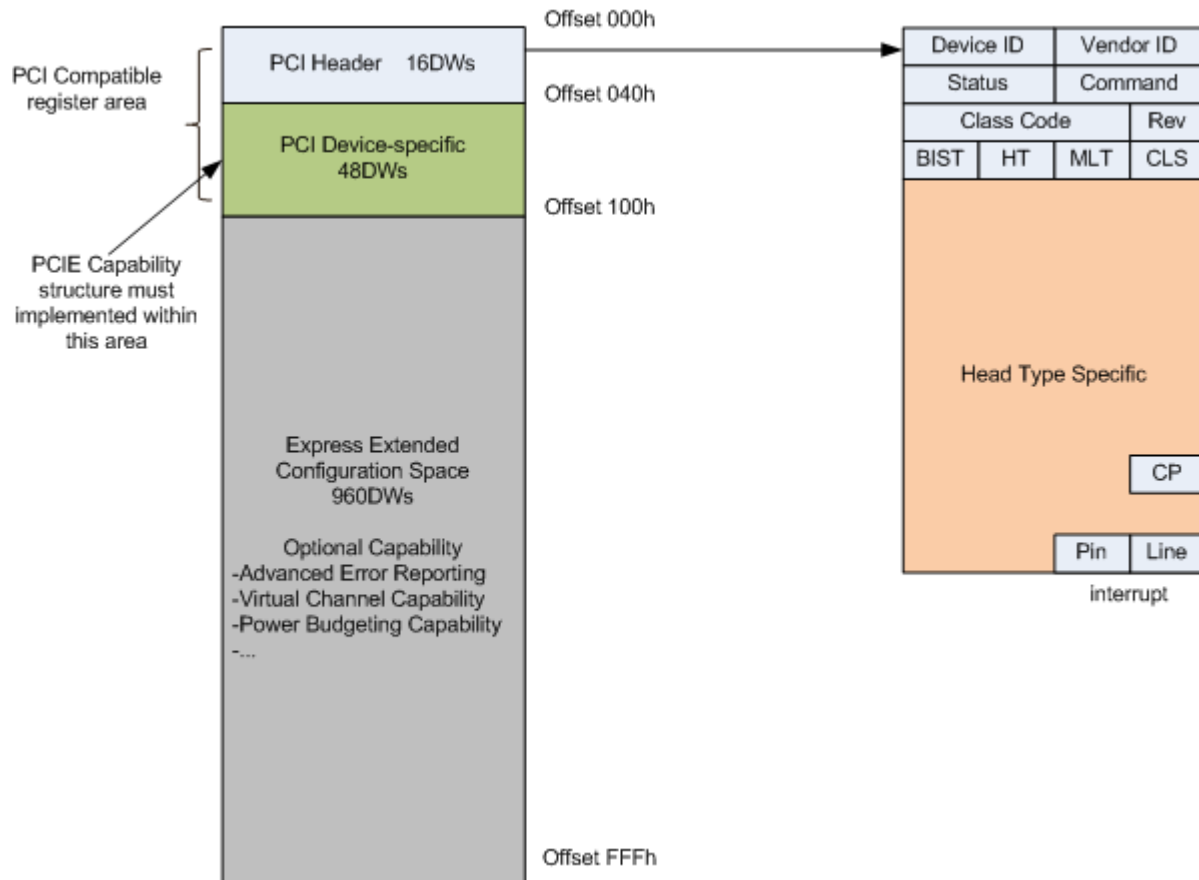 Offset 000h
PCI Header 16DWs
PCI Compatible
register area
Offset 040h
PCI Device-specific
48DWs
Offset 100h
PCIE Capability
structure must
implemented within
this area
Express Extended
Configuration Space
960DWs
Optional Capability
-Advanced Error Reporting
-Virtual Channel Capability
-Power Budgeting Capability
-...
Offset FFFh
Device ID Vendor ID
Status Command
Class Code Rev
BIST HT MLT CLS
Head Type Specific
CP
Pin Line
interrupt